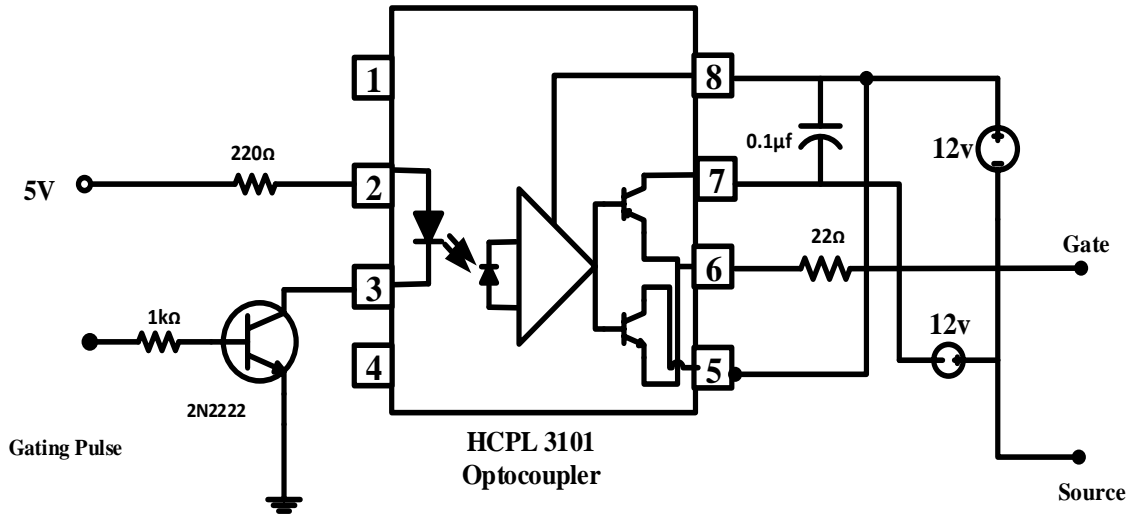 1
8
0.1µf
12v
220Ω
5V
2
7
22Ω
Gate
3
6
1kΩ
12v
4
5
2N2222
Gating Pulse
HCPL 3101
Optocoupler
Source